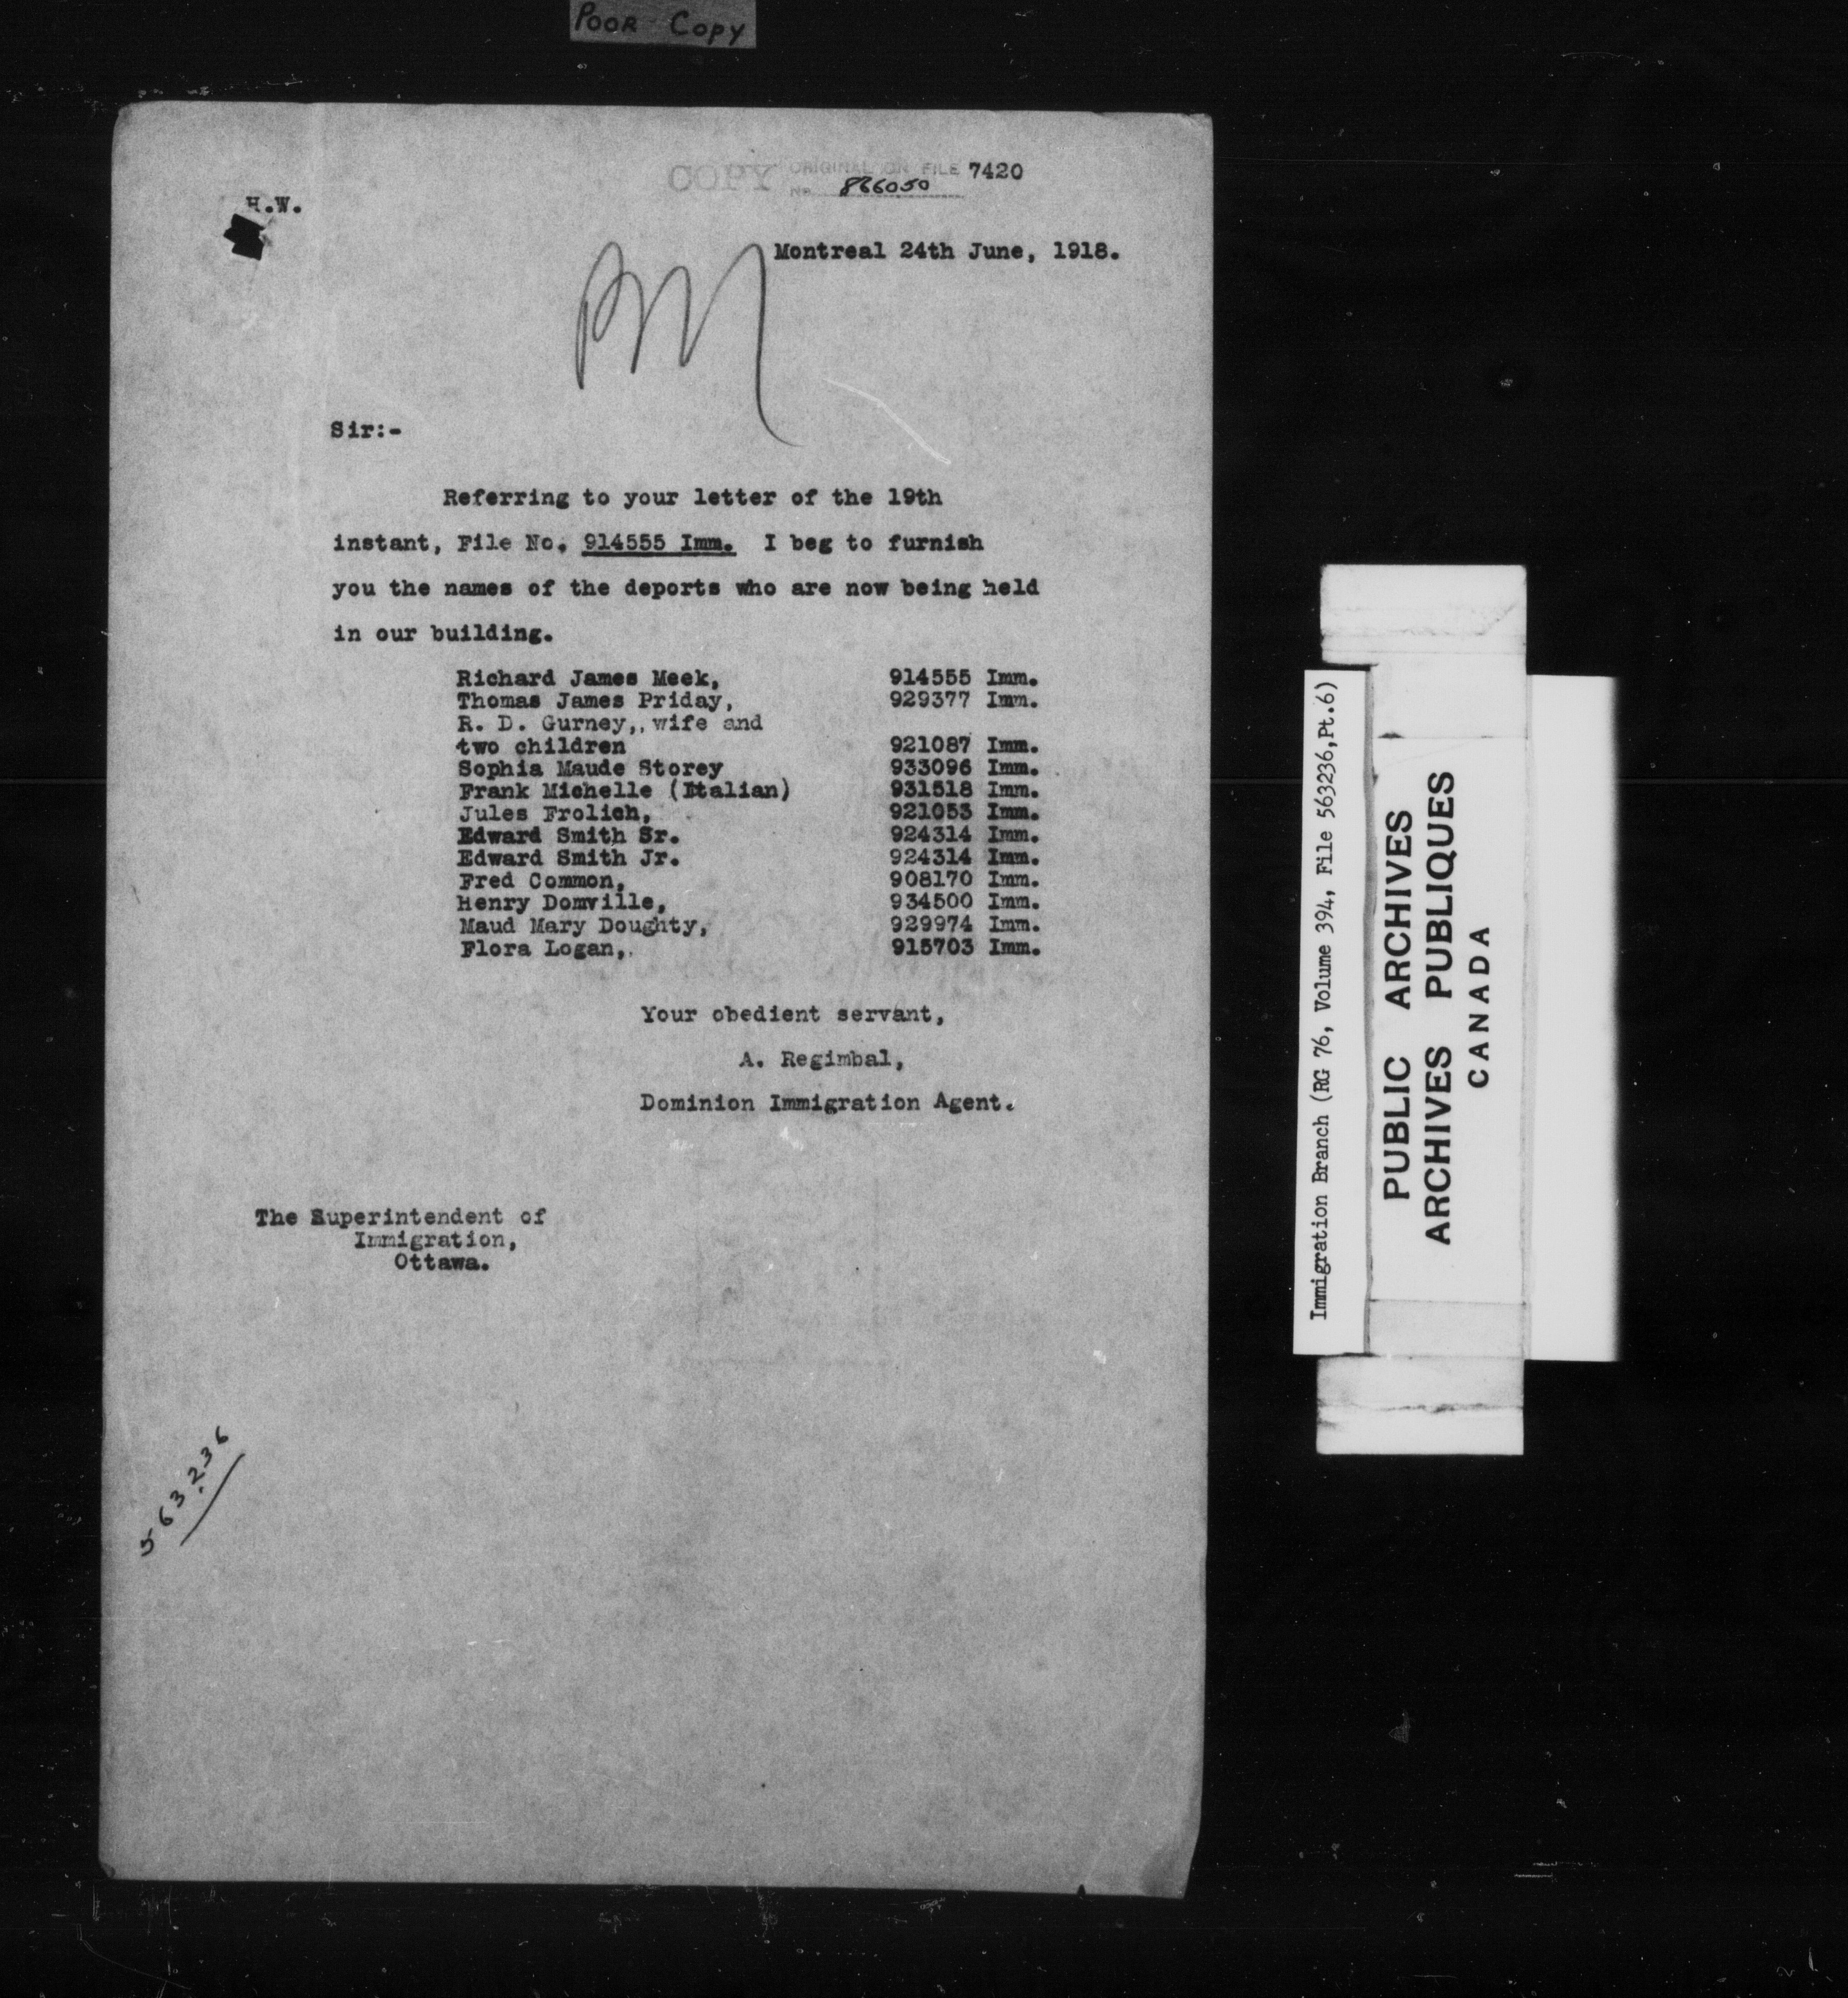 POOR COPY
COPY ORIGINAL ON FILE 7420
No. 866050
H.W.
Montreal 24th June, 1918.
Sir:-
Referring to your letter of the 19th
instant, File No. 914555 Imm. I beg to furnish
you the names of the deports who are now being held
in our building.
Richard James Meek, 914555 Imm.
Thomas James Priday, 929377 Imm.
R. D. Gurney,, wife and
two children 921087 Imm.
Sophia Maude Storey 933096 Imm.
Frank Michelle (Italian) 931518 Imm.
Jules Frolich, 921053 Imm.
Edward Smith Sr. 924314 Imm.
Edward Smith Jr. 924314 Imm.
Fred Common, 908170 Imm.
Henry Domville, 934500 Imm.
Maud Mary Doughty, 929974 Imm.
Flora Logan,. 915703 Imm.
Your obedient servant,
A. Regimbal,
Dominion Immigration Agent.
The Superintendent of
Immigration,
Ottawa.
563236
Immigration Branch (RG 76, Volume 394, File 563236,Pt.6)
PUBLIC ARCHIVES
ARCHIVES PUBLIQUES
CANADA